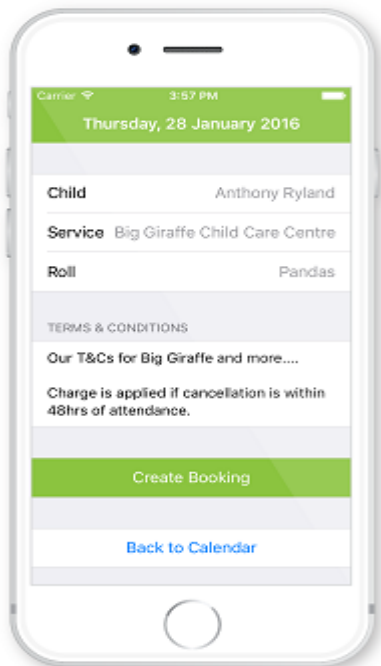 Carrier 3:57 PM
Thursday, 28 January 2016
Child Anthony Ryland
Service Big Giraffe Child Care Centre
Roll Pandas
TERMS & CONDITIONS
Our T&Cs for Big Giraffe and more....
Charge is applied if cancellation is within
48hrs of attendance.
Create Booking
Back to Calendar